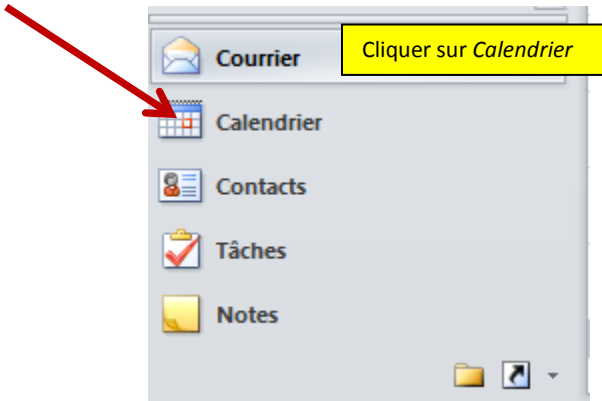 Courrier
Cliquer sur Calendrier
Calendrier
Contacts
Tâches
Notes